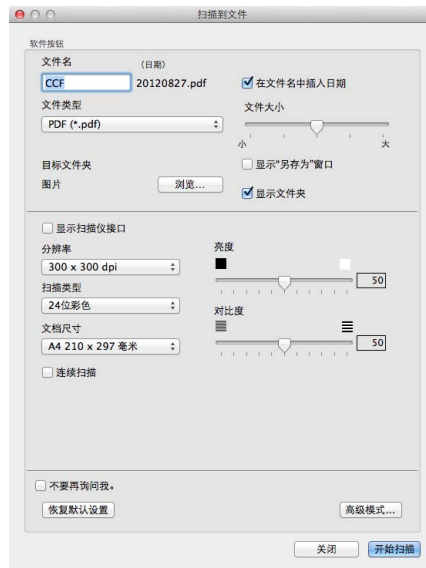 扫描到文件
软件按钮
文件名 (日期)
CCF 20120827.pdf 在文件名中插入日期
文件类型 文件大小
PDF (*.pdf)
小 大
目标文件夹 显示“另存为”窗口
图片 浏览... 显示文件夹
显示扫描仪接口
分辨率 亮度
300 x 300 dpi 50
扫描类型
24位彩色 对比度
文档尺寸
A4 210 x 297 毫米 50
连续扫描
不要再询问我。
恢复默认设置 高级模式...
关闭 开始扫描